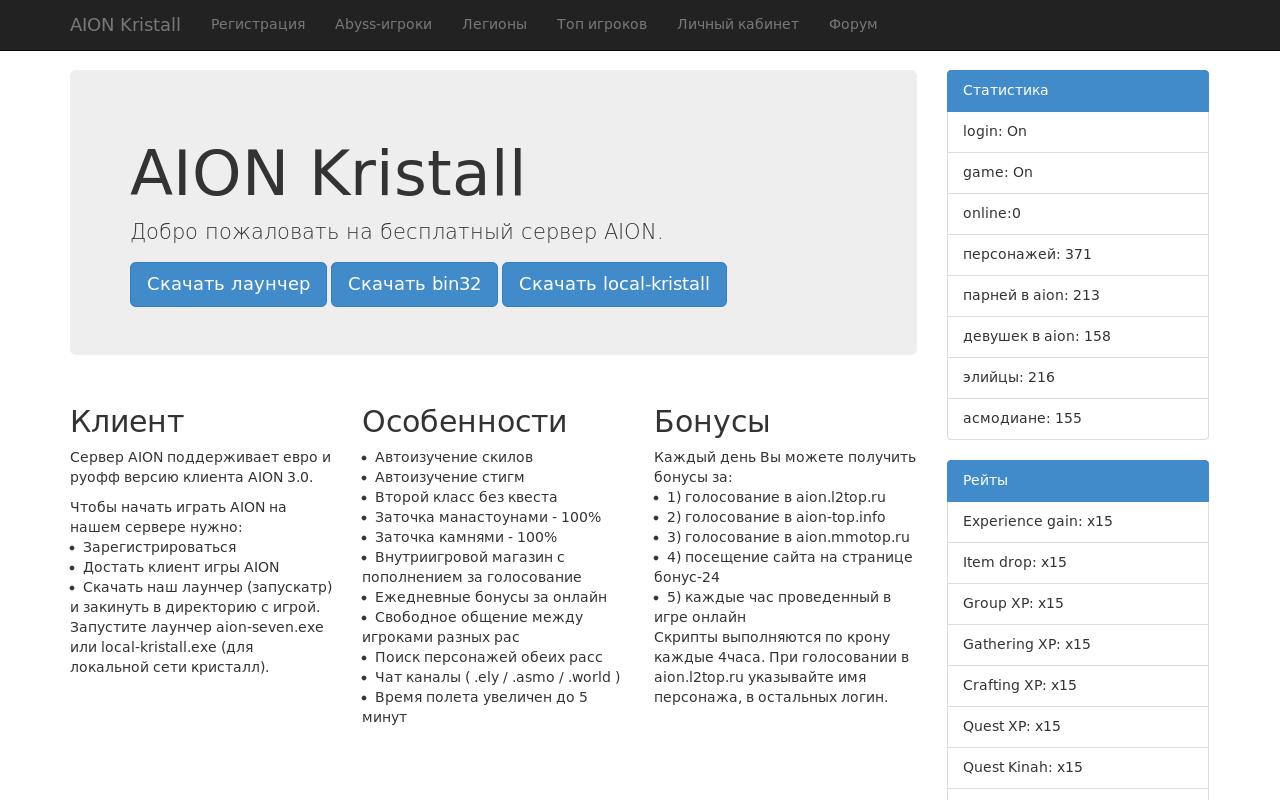 AION Kristall
Регистрация
Abyss-игроки
Легионы
Топ игроков
Личный кабинет
Форум
AION Kristall
Добро пожаловать на бесплатный сервер AION.
Скачать лаунчер
Скачать bin32
Скачать local-kristall
Клиент
Сервер AION поддерживает евро и
руофф версию клиента AION 3.0.
Чтобы начать играть AION на
нашем сервере нужно:
• Зарегистрироваться
• Достать клиент игры AION
• Скачать наш лаунчер (запускатр)
и закинуть в директорию с игрой.
Запустите лаунчер aion-seven.exe
или local-kristall.exe (для
локальной сети кристалл).
Особенности
• Автоизучение скилов
• Автоизучение стигм
• Второй класс без квеста
• Заточка манастоунами - 100%
• Заточка камнями - 100%
• Внутриигровой магазин с
пополнением за голосование
• Ежедневные бонусы за онлайн
• Свободное общение между
игроками разных рас
• Поиск персонажей обеих расс
• Чат каналы ( .ely / .asmo / .world )
• Время полета увеличен до 5
минут
Бонусы
Каждый день Вы можете получить
бонусы за:
• 1) голосование в aion.l2top.ru
• 2) голосование в aion-top.info
• 3) голосование в aion.mmotop.ru
• 4) посещение сайта на странице
бонус-24
• 5) каждые час проведенный в
игре онлайн
Скрипты выполняются по крону
каждые 4часа. При голосовании в
aion.l2top.ru указывайте имя
персонажа, в остальных логин.
Статистика
login: On
game: On
online:0
персонажей: 371
парней в aion: 213
девушек в aion: 158
элийцы: 216
асмодиане: 155
Рейты
Experience gain: x15
Item drop: x15
Group XP: x15
Gathering XP: x15
Crafting XP: x15
Quest XP: x15
Quest Kinah: x15